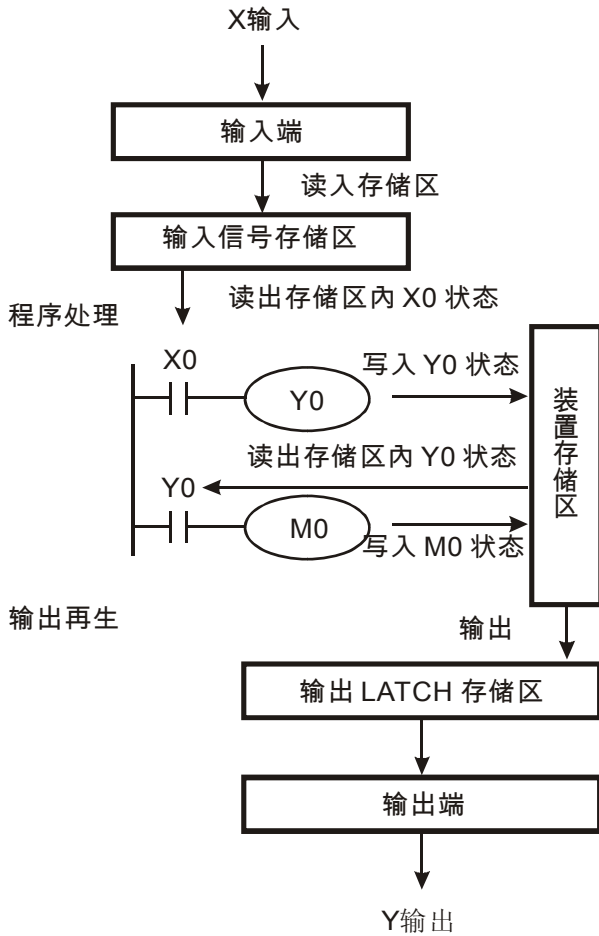 X输入
输入端
读入存储区
输入信号存储区
读出存储区內 X0 状态
程序处理
X0
写入 Y0 状态
Y0
装置存储区
读出存储区內 Y0 状态
Y0
M0
写入 M0 状态
输出再生
输出
输出 LATCH 存储区
输出端
Y输出